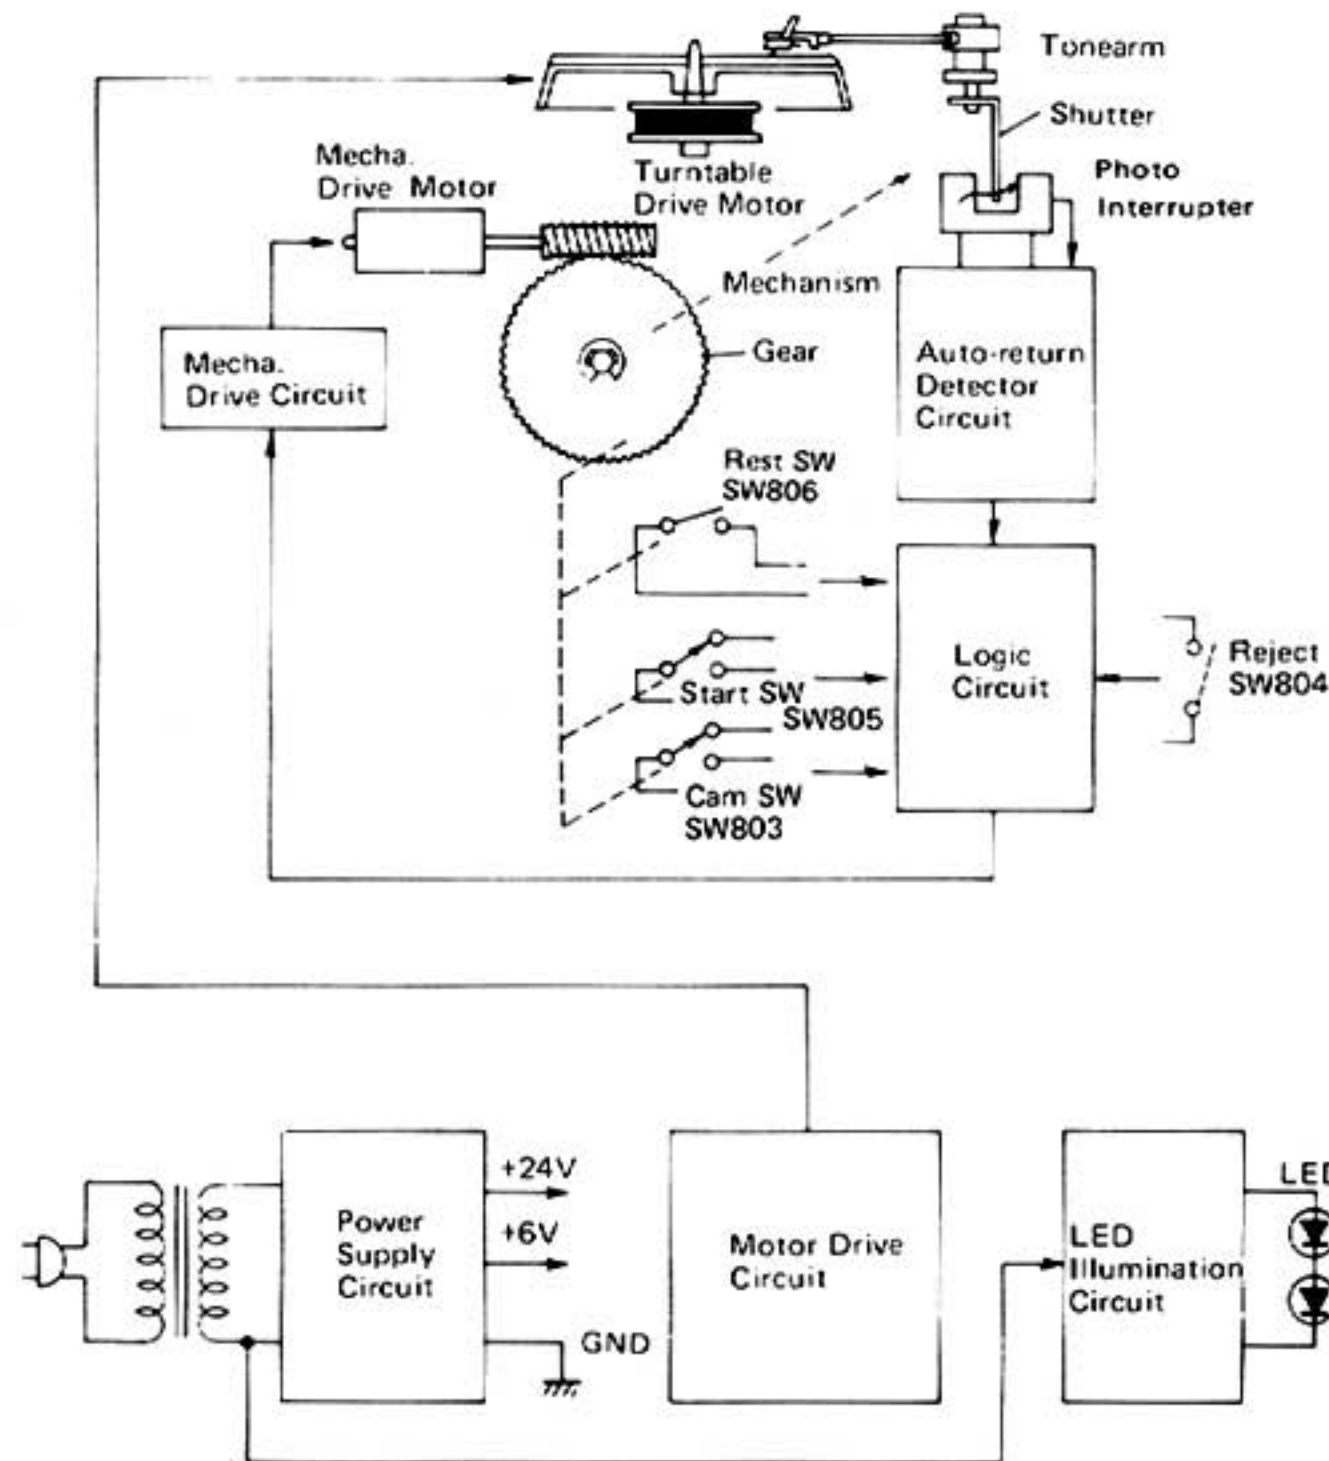 Tonearm
Shutter
Mecha.
Drive Motor
Turntable
Drive Motor
Photo
Interrupter
Mechanism
Gear
Mecha.
Drive Circuit
Auto-return
Detector
Circuit
Rest SW
SW806
Logic
Circuit
Reject
SW804
Start SW
SW805
Cam SW
SW803
+24V
+6V
GND
Power
Supply
Circuit
Motor Drive
Circuit
LED
Illumination
Circuit
LED